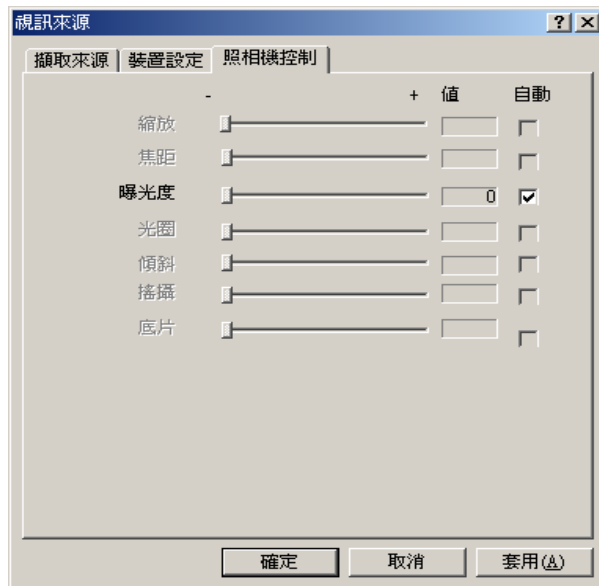 視訊來源
擷取來源 裝置設定 照相機控制
- + 值 自動
縮放
焦距
曝光度 0
光圈
傾斜
搖攝
底片
確定 取消 套用(A)